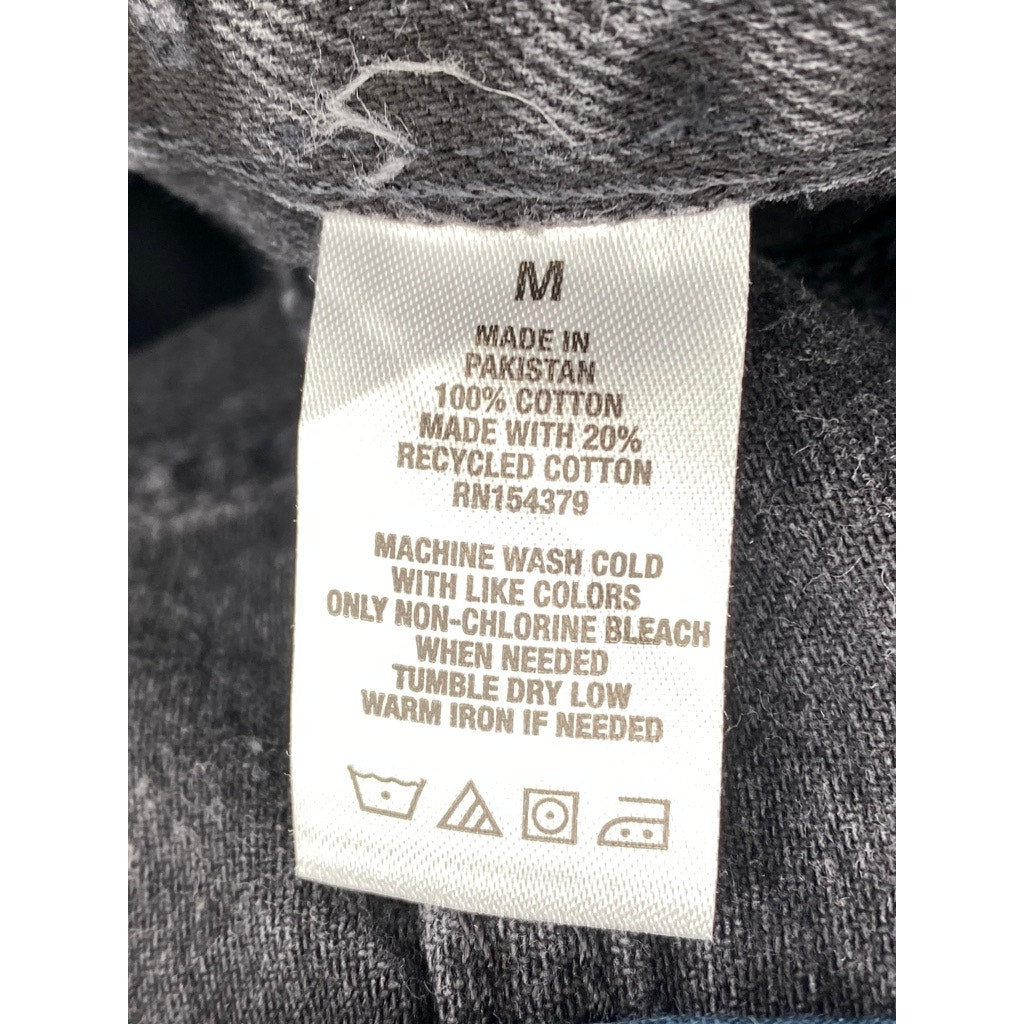 M
MADE IN
PAKISTAN
100% COTTON
MADE WITH 20%
RECYCLED COTTON
RN154379
MACHINE WASH COLD
WITH LIKE COLORS
ONLY NON-CHLORINE BLEACH
WHEN NEEDED
TUMBLE DRY LOW
WARM IRON IF NEEDED